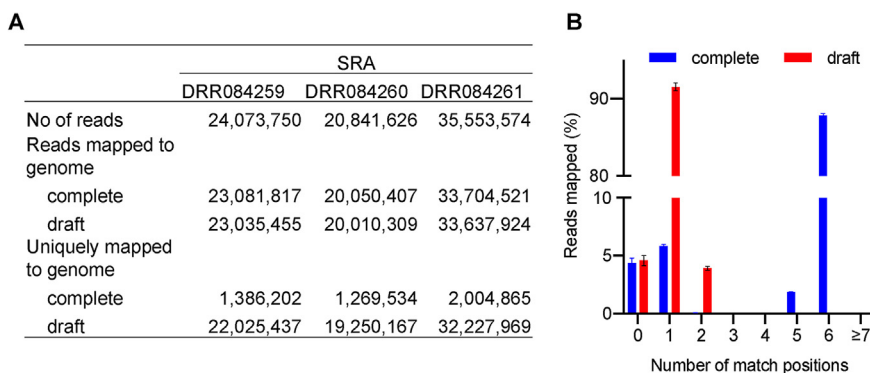 A
SRA
DRR084259 DRR084260 DRR084261
No of reads 24,073,750 20,841,626 35,553,574
Reads mapped to
genome
complete 23,081,817 20,050,407 33,704,521
draft 23,035,455 20,010,309 33,637,924
Uniquely mapped
to genome
complete 1,386,202 1,269,534 2,004,865
draft 22,025,437 19,250,167 32,227,969
B
complete draft
Reads mapped (%)
90
80
10
5
0
0 1 2 3 4 5 6 ≥7
Number of match positions